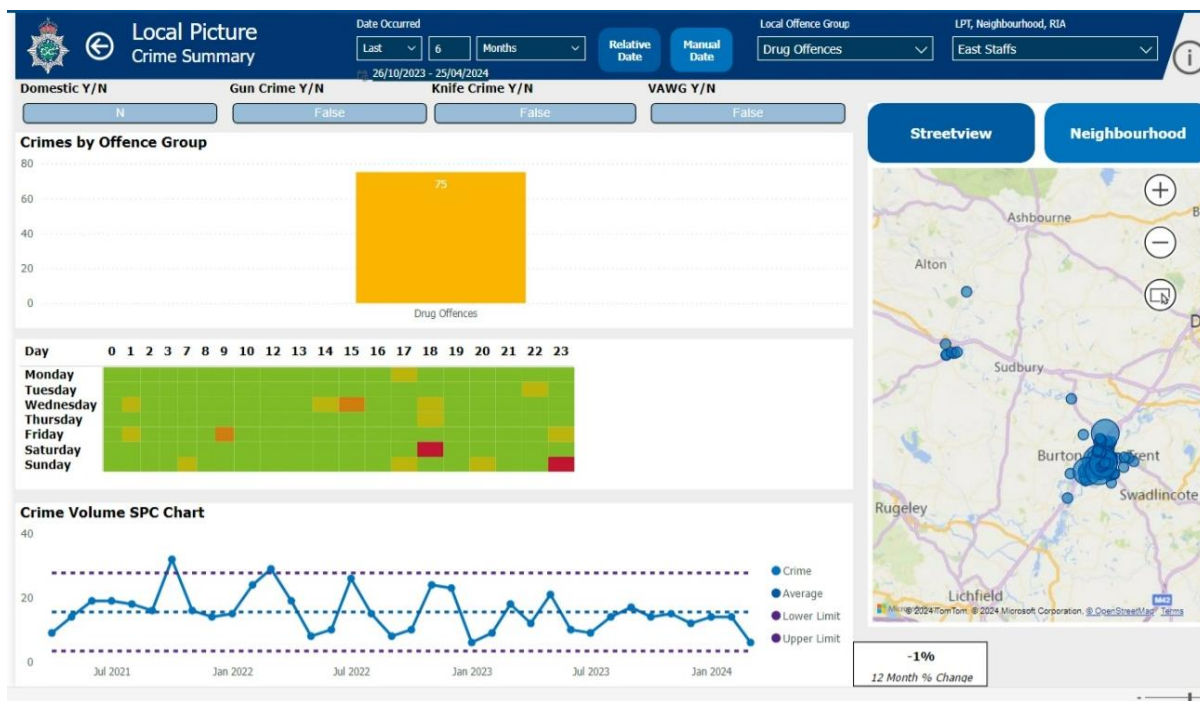 Local Picture
Crime Summary
Date Occurred
Last 6 Months
26/10/2023 - 25/04/2024
Relative Date
Manual Date
Local Offence Group
Drug Offences
LPT, Neighbourhood, RIA
East Staffs
Domestic Y/N Gun Crime Y/N Knife Crime Y/N VAWG Y/N
N False False False
Streetview Neighbourhood
Crimes by Offence Group
80
60
40
20
0
75
Drug Offences
Day 0 1 2 3 7 8 9 10 12 13 14 15 16 17 18 19 20 21 22 23
Monday
Tuesday
Wednesday
Thursday
Friday
Saturday
Sunday
Crime Volume SPC Chart
40
20
0
Jul 2021 Jan 2022 Jul 2022 Jan 2023 Jul 2023 Jan 2024
Crime
Average
Lower Limit
Upper Limit
Ashbourne
Alton
Sudbury
Burton Trent
Swadlincote
Rugeley
Lichfield
M42
© 2024 TomTom, © 2024 Microsoft Corporation, © OpenStreetMap Terms
-1%
12 Month % Change